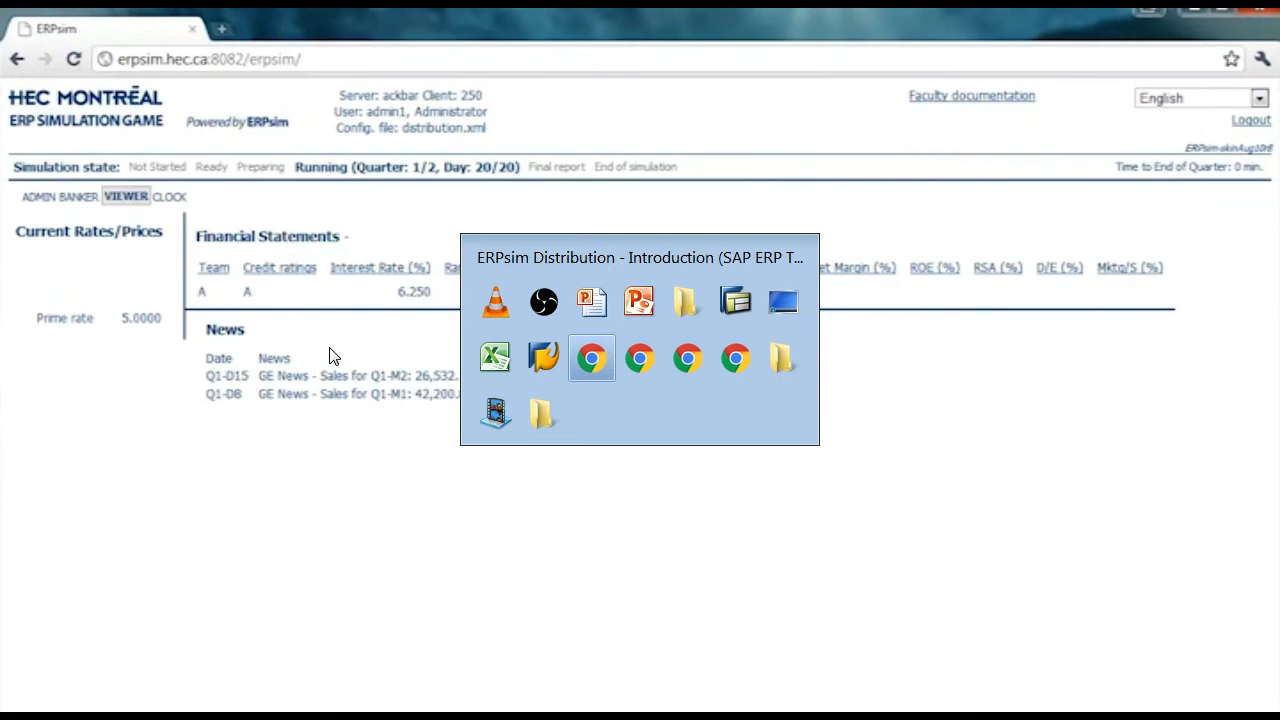 ERPsim
erpsim.hec.ca:8082/erpsim/
HEC MONTRÉAL
ERP SIMULATION GAME
Powered by ERPsim
Server: ackbar Client: 250
User: admin1, Administrator
Config. file: distribution.xml
Faculty documentation
English
Logout
Simulation state: Not Started Ready Preparing Running (Quarter: 1/2, Day: 20/20) Final report End of simulation
Time to End of Quarter: 0 min.
ADMIN BANKER VIEWER CLOCK
Current Rates/Prices
Prime rate 5.0000
Financial Statements -
Team Credit ratings Interest Rate (%) Margin (%) ROE (%) RSA (%) D/E (%) Mktg/S (%)
A A 6.250
News
Date News
Q1-D15 GE News - Sales for Q1-M2: 26,532.
Q1-D8 GE News - Sales for Q1-M1: 42,200.
ERPsim Distribution - Introduction (SAP ERP T...